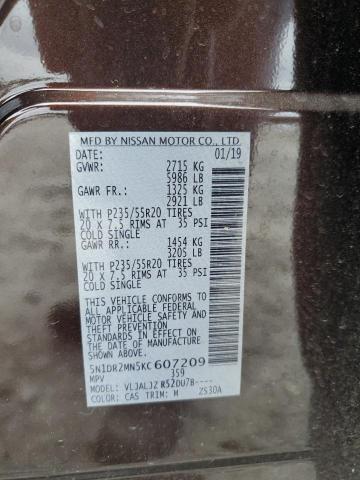 MFD BY NISSAN MOTOR CO., LTD.
DATE: 01/19
GVWR: 2715 KG
5986 LB
GAWR FR.: 1325 KG
2921 LB
WITH P235/55R20 TIRES
20 X 7.5 RIMS AT 35 PSI
COLD SINGLE
GAWR RR.: 1454 KG
3205 LB
WITH P235/55R20 TIRES
20 X 7.5 RIMS AT 35 PSI
COLD SINGLE
THIS VEHICLE CONFORMS TO
ALL APPLICABLE FEDERAL
MOTOR VEHICLE SAFETY
STANDARDS IN EFFECT ON
THE DATE OF MANUFACTURE
SHOWN ABOVE.
5N1DR2MN5KC607209
MPV 359
MODEL: VLJALJZ R52DU7B----
COLOR: CAS TRIM: M 2S30A